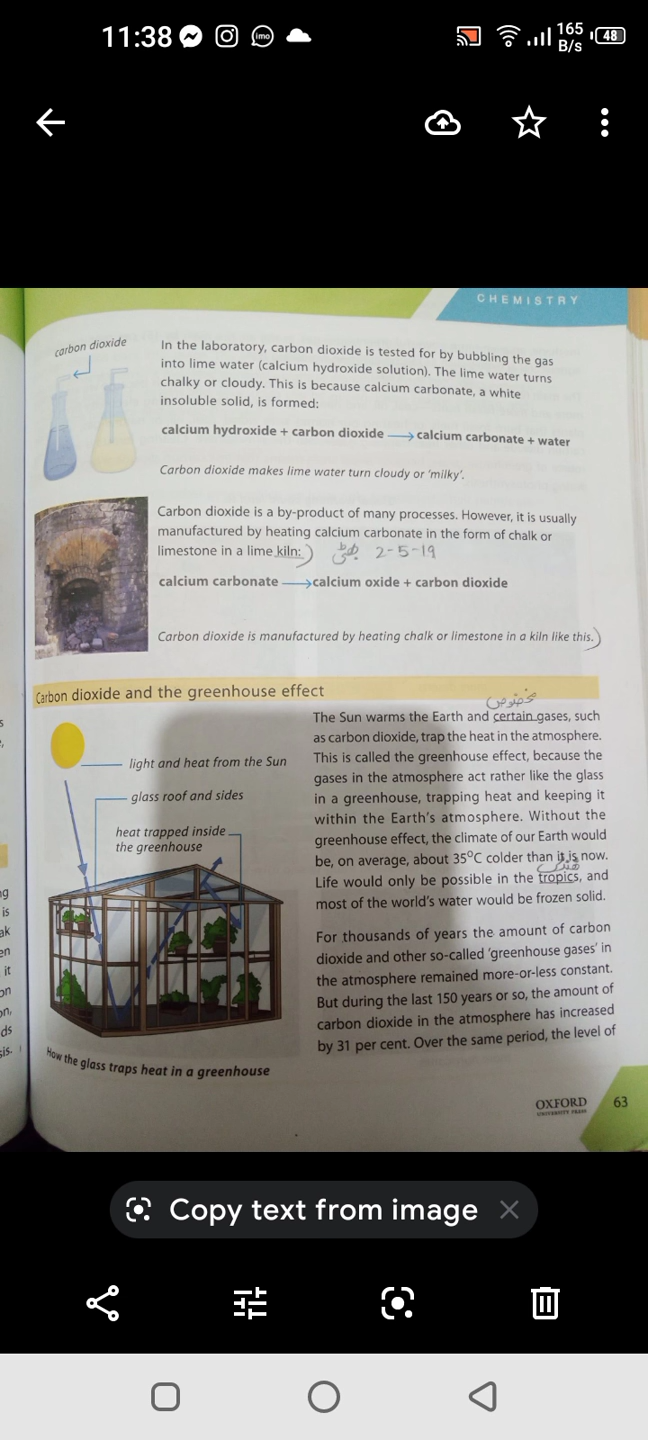 11:38
imo
165
B/s
48
CHEMISTRY
carbon dioxide
In the laboratory, carbon dioxide is tested for by bubbling the gas
into lime water (calcium hydroxide solution). The lime water turns
chalky or cloudy. This is because calcium carbonate, a white
insoluble solid, is formed:
calcium hydroxide + carbon dioxide → calcium carbonate + water
Carbon dioxide makes lime water turn cloudy or 'milky'.
Carbon dioxide is a by-product of many processes. However, it is usually
manufactured by heating calcium carbonate in the form of chalk or
limestone in a lime kiln:) بھٹی 2-5-19
calcium carbonate → calcium oxide + carbon dioxide
Carbon dioxide is manufactured by heating chalk or limestone in a kiln like this.)
Carbon dioxide and the greenhouse effect
light and heat from the Sun
glass roof and sides
heat trapped inside
the greenhouse
How the glass traps heat in a greenhouse
مخصوص
The Sun warms the Earth and certain gases, such
as carbon dioxide, trap the heat in the atmosphere.
This is called the greenhouse effect, because the
gases in the atmosphere act rather like the glass
in a greenhouse, trapping heat and keeping it
within the Earth's atmosphere. Without the
greenhouse effect, the climate of our Earth would
be, on average, about 35°C colder than it is now.
Life would only be possible in the tropics, and
most of the world's water would be frozen solid.
For thousands of years the amount of carbon
dioxide and other so-called 'greenhouse gases' in
the atmosphere remained more-or-less constant.
But during the last 150 years or so, the amount of
carbon dioxide in the atmosphere has increased
by 31 per cent. Over the same period, the level of
s
,
ng
is
ak
en
it
on
on,
ds
sis.
OXFORD
UNIVERSITY PRESS
63
Copy text from image